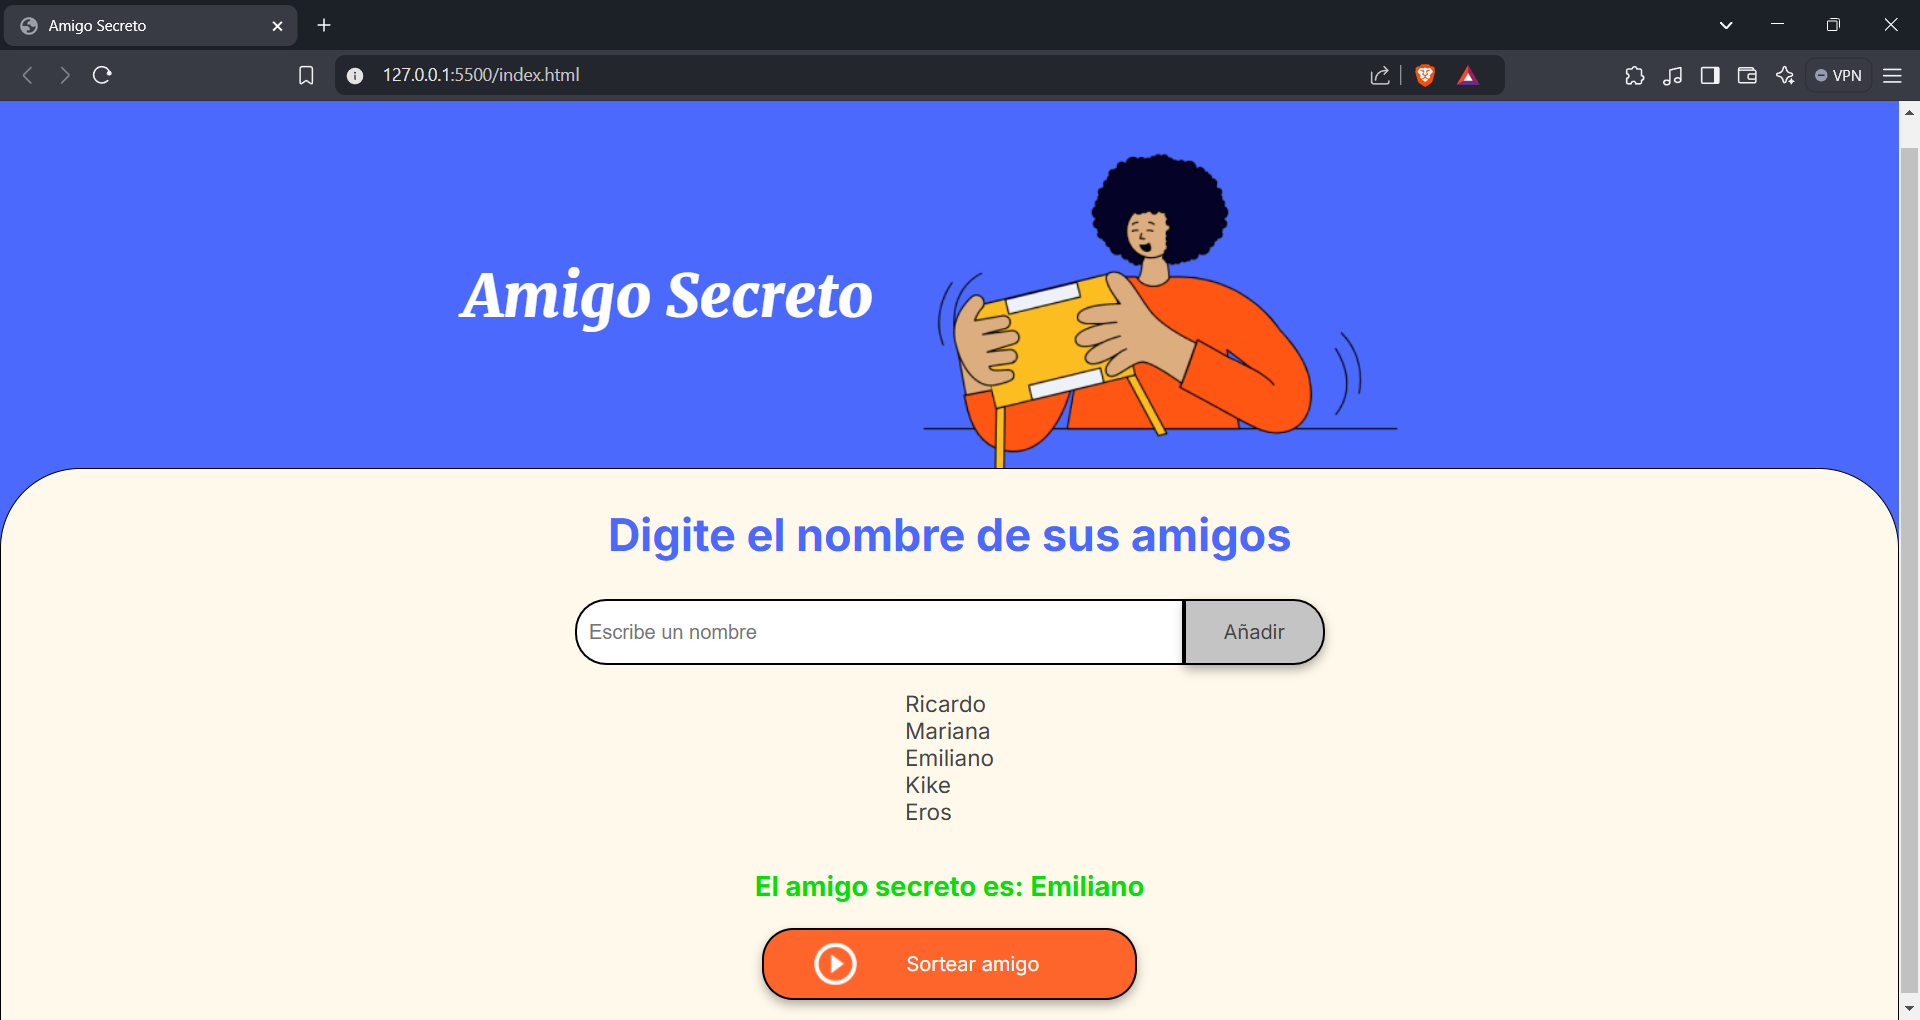 Amigo Secreto
127.0.0.1:5500/index.html
VPN
Amigo Secreto
Digite el nombre de sus amigos
Escribe un nombre
Añadir
Ricardo
Mariana
Emiliano
Kike
Eros
El amigo secreto es: Emiliano
Sortear amigo